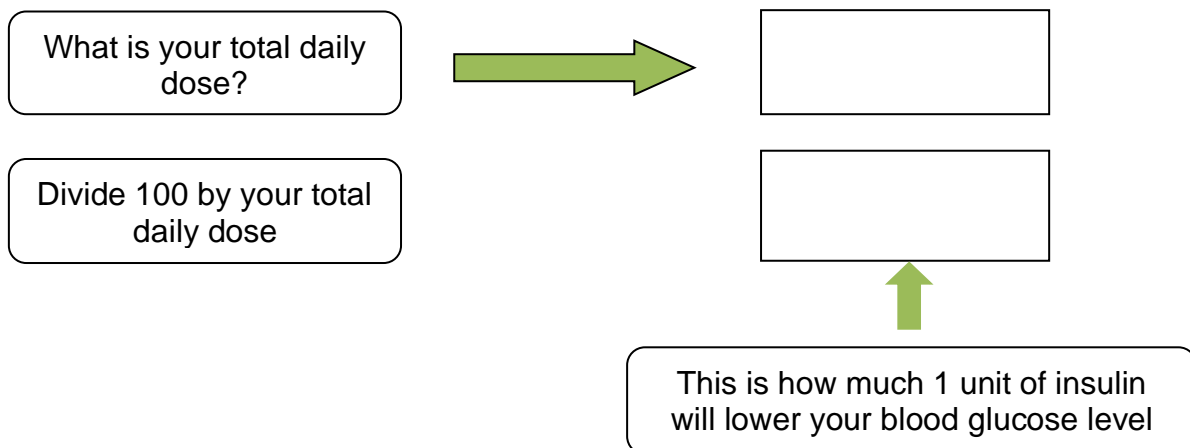 What is your total daily
dose?
Divide 100 by your total
daily dose
This is how much 1 unit of insulin
will lower your blood glucose level